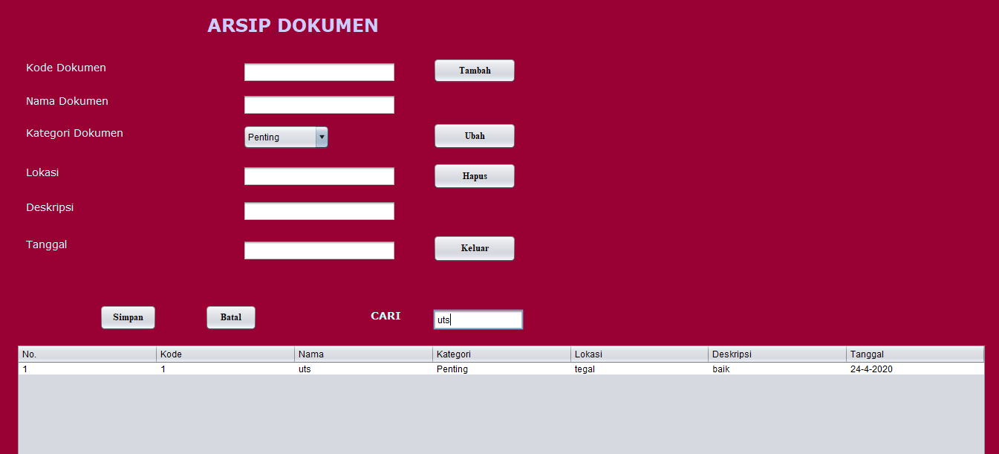 ARSIP DOKUMEN
Kode Dokumen
Tambah
Nama Dokumen
Kategori Dokumen
Penting
Ubah
Lokasi
Hapus
Deskripsi
Tanggal
Keluar
Simpan
Batal
CARI
uts
No. Kode Nama Kategori Lokasi Deskripsi Tanggal
1 1 uts Penting tegal baik 24-4-2020